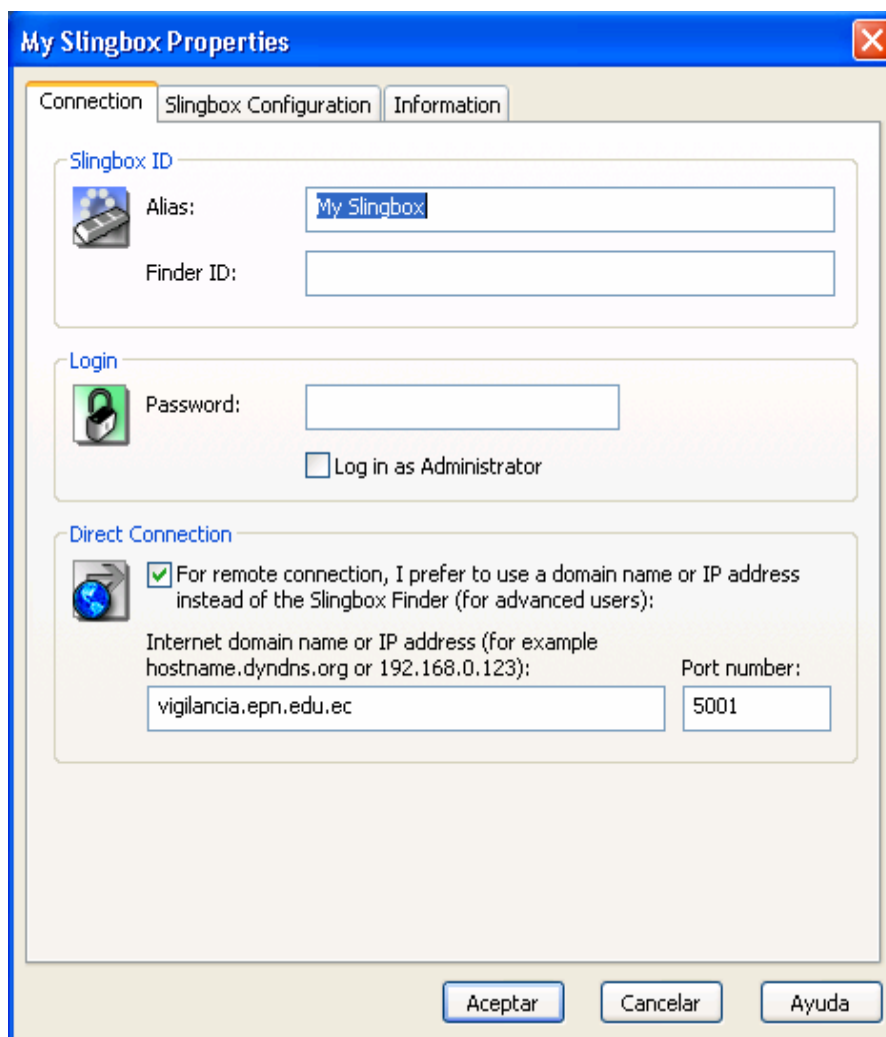 My Slingbox Properties
Connection
Slingbox Configuration
Information
Slingbox ID
Alias:
My Slingbox
Finder ID:
Login
Password:
Log in as Administrator
Direct Connection
For remote connection, I prefer to use a domain name or IP address
instead of the Slingbox Finder (for advanced users):
Internet domain name or IP address (for example
hostname.dyndns.org or 192.168.0.123):
Port number:
vigilancia.epn.edu.ec
5001
Aceptar
Cancelar
Ayuda